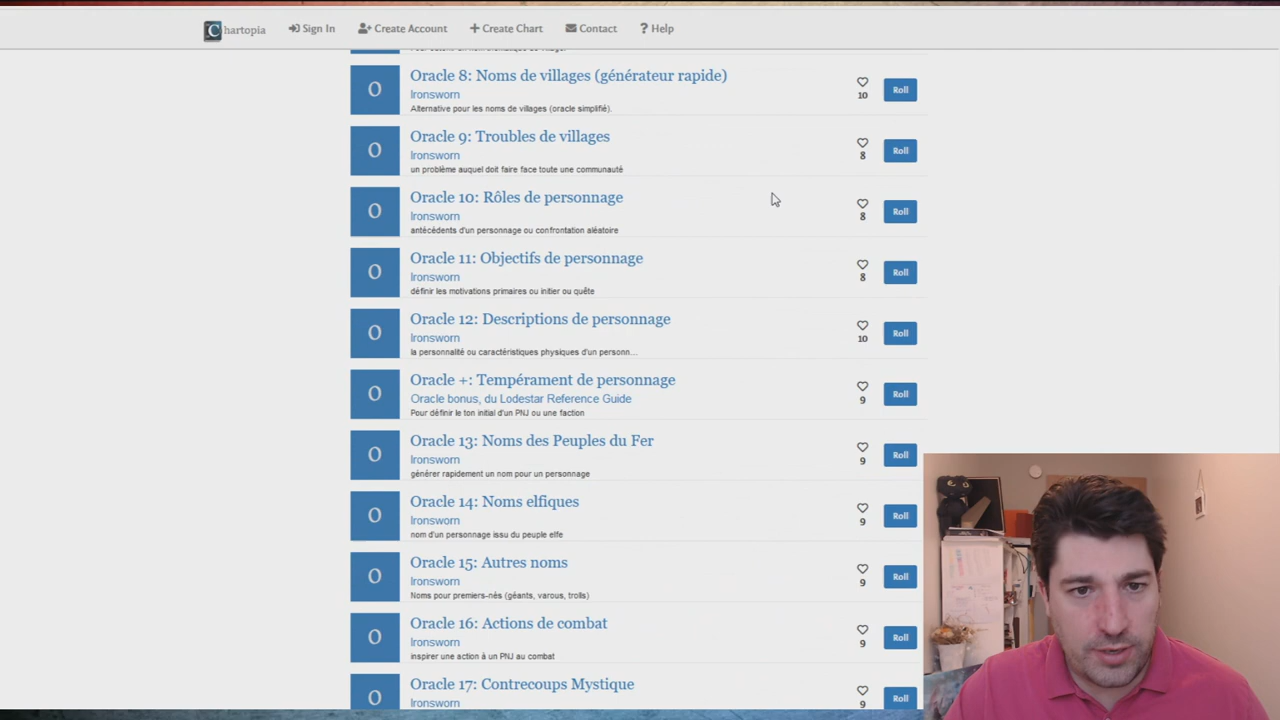 C hartopia Sign In Create Account Create Chart Contact ? Help
O Oracle 8: Noms de villages (générateur rapide)
Ironsworn
Alternative pour les noms de villages (oracle simplifié).
10 Roll
O Oracle 9: Troubles de villages
Ironsworn
un problème auquel doit faire face toute une communauté
8 Roll
O Oracle 10: Rôles de personnage
Ironsworn
antécédents d'un personnage ou confrontation aléatoire
8 Roll
O Oracle 11: Objectifs de personnage
Ironsworn
définir les motivations primaires ou initier ou quête
8 Roll
O Oracle 12: Descriptions de personnage
Ironsworn
la personnalité ou caractéristiques physiques d'un personn...
10 Roll
O Oracle +: Tempérament de personnage
Oracle bonus, du Lodestar Reference Guide
Pour définir le ton initial d'un PNJ ou une faction
9 Roll
O Oracle 13: Noms des Peuples du Fer
Ironsworn
générer rapidement un nom pour un personnage
9 Roll
O Oracle 14: Noms elfiques
Ironsworn
nom d'un personnage issu du peuple elfe
9 Roll
O Oracle 15: Autres noms
Ironsworn
Noms pour premiers-nés (géants, varous, trolls)
9 Roll
O Oracle 16: Actions de combat
Ironsworn
inspirer une action à un PNJ au combat
9 Roll
O Oracle 17: Contrecoups Mystique
Ironsworn
9 Roll